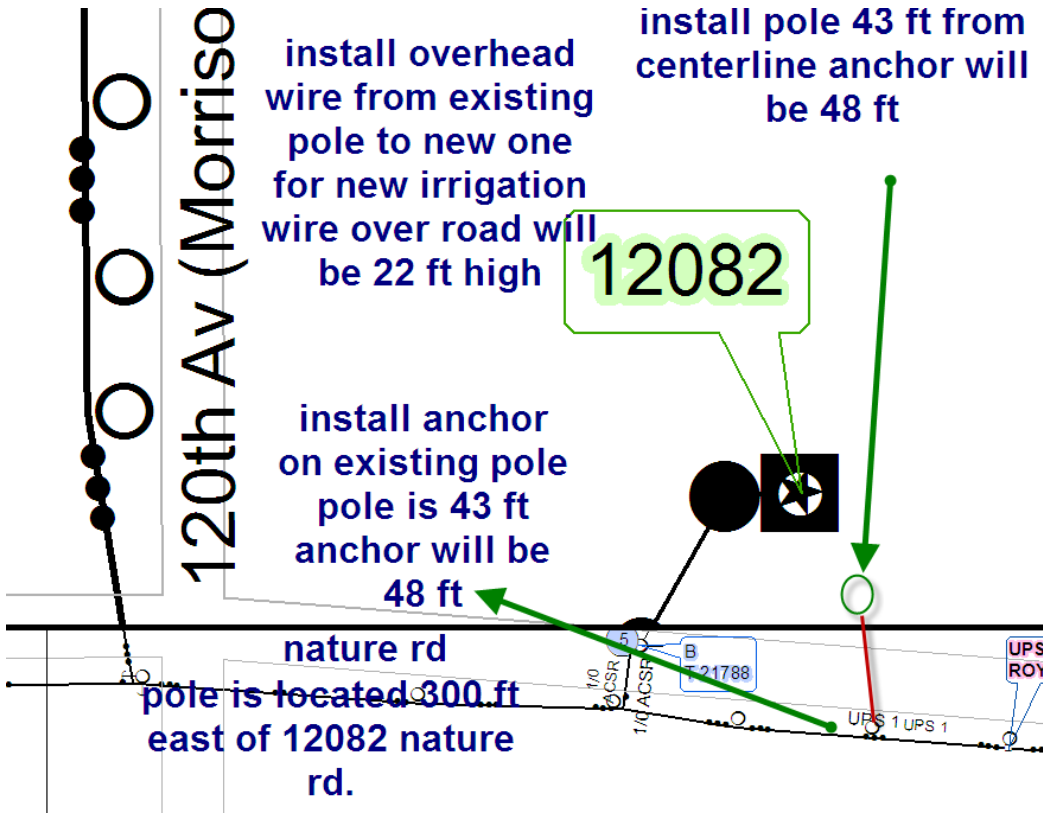 install overhead
wire from existing
pole to new one
for new irrigation
wire over road will
be 22 ft high
install pole 43 ft from
centerline anchor will
be 48 ft
120th Av (Morriso
12082
install anchor
on existing pole
pole is 43 ft
anchor will be
48 ft
nature rd
pole is located 300 ft
east of 12082 nature
rd.
5
B
T 21788
1/0
ACSR
1/0 ACSR
UPS 1
UPS 1
UPS
ROY